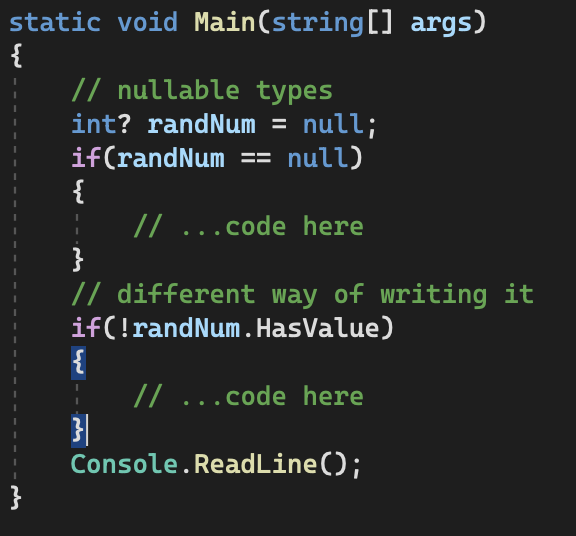 static void Main(string[] args)
{
    // nullable types
    int? randNum = null;
    if(randNum == null)
    {
        // ...code here
    }
    // different way of writing it
    if(!randNum.HasValue)
    {
        // ...code here
    }
    Console.ReadLine();
}